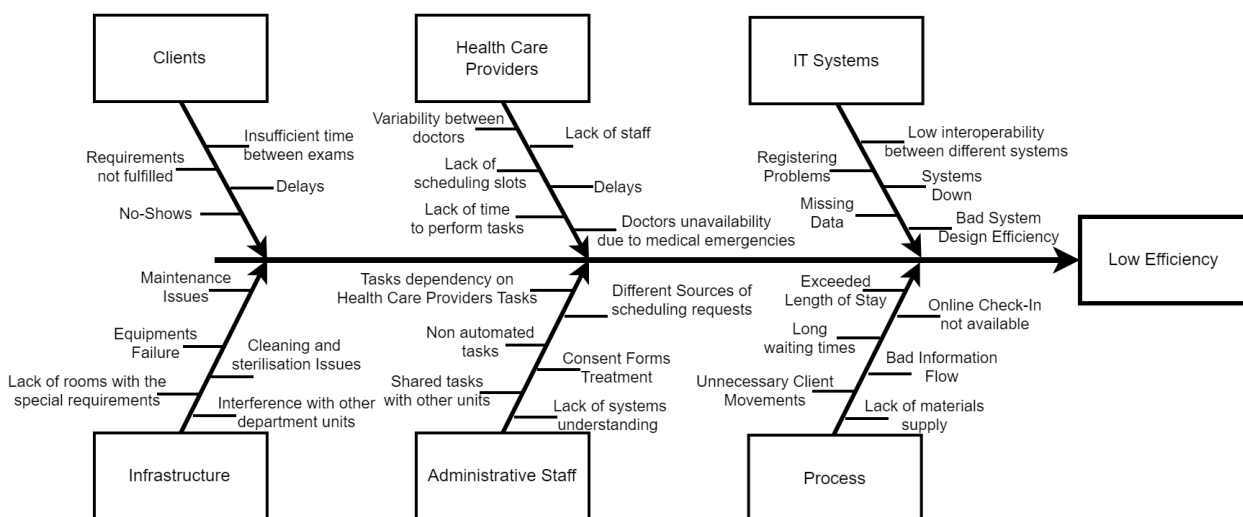 Clients
Health Care
Providers
IT Systems
Insufficient time
between exams
Requirements
not fulfilled
Delays
No-Shows
Variability between
doctors
Lack of staff
Lack of
scheduling slots
Delays
Lack of time
to perform tasks
Doctors unavailability
due to medical emergencies
Low interoperability
between different systems
Registering
Problems
Systems
Down
Missing
Data
Bad System
Design Efficiency
Low Efficiency
Maintenance
Issues
Equipments
Failure
Cleaning and
sterilisation Issues
Lack of rooms with the
special requirements
Interference with other
department units
Tasks dependency on
Health Care Providers Tasks
Different Sources of
scheduling requests
Non automated
tasks
Consent Forms
Treatment
Shared tasks
with other units
Lack of systems
understanding
Exceeded
Length of Stay
Online Check-In
not available
Long
waiting times
Bad Information
Flow
Unnecessary Client
Movements
Lack of materials
supply
Infrastructure
Administrative Staff
Process